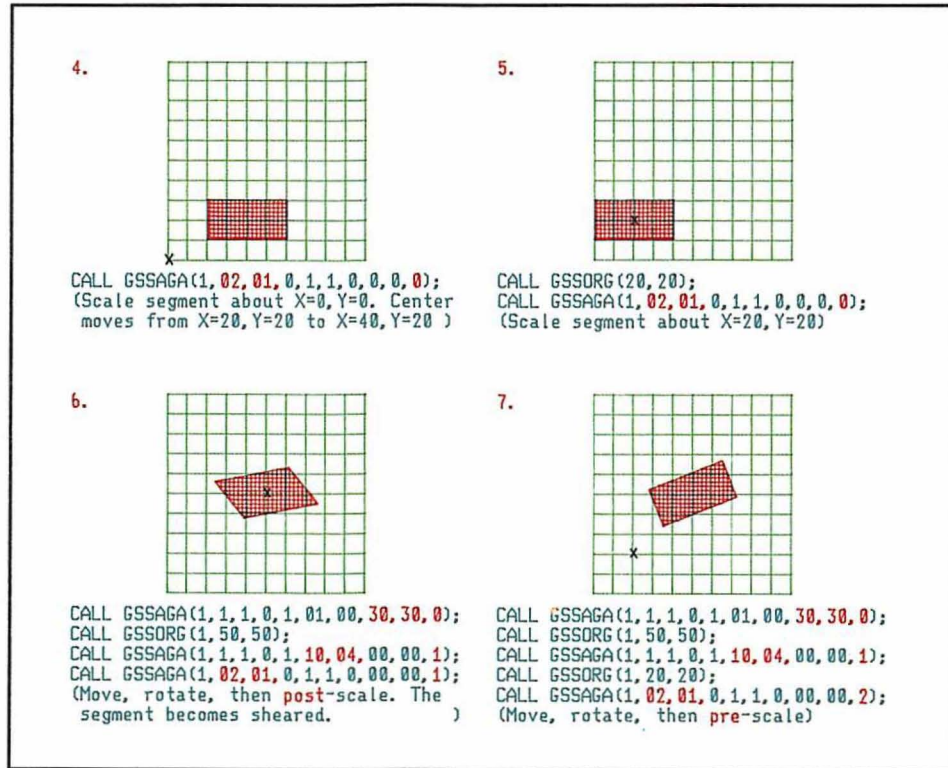 4.
X
CALL GSSAGA(1,02,01,0,1,1,0,0,0,0);
(Scale segment about X=0,Y=0. Center
moves from X=20,Y=20 to X=40,Y=20 )
5.
X
CALL GSSORG(20,20);
CALL GSSAGA(1,02,01,0,1,1,0,0,0,0);
(Scale segment about X=20,Y=20)
6.
X
CALL GSSAGA(1,1,1,0,1,01,00,30,30,0);
CALL GSSORG(1,50,50);
CALL GSSAGA(1,1,1,0,1,10,04,00,00,1);
CALL GSSAGA(1,02,01,0,1,1,0,00,00,1);
(Move, rotate, then post-scale. The
segment becomes sheared. )
7.
X
CALL GSSAGA(1,1,1,0,1,01,00,30,30,0);
CALL GSSORG(1,50,50);
CALL GSSAGA(1,1,1,0,1,10,04,00,00,1);
CALL GSSORG(1,20,20);
CALL GSSAGA(1,02,01,0,1,1,0,00,00,2);
(Move, rotate, then pre-scale)